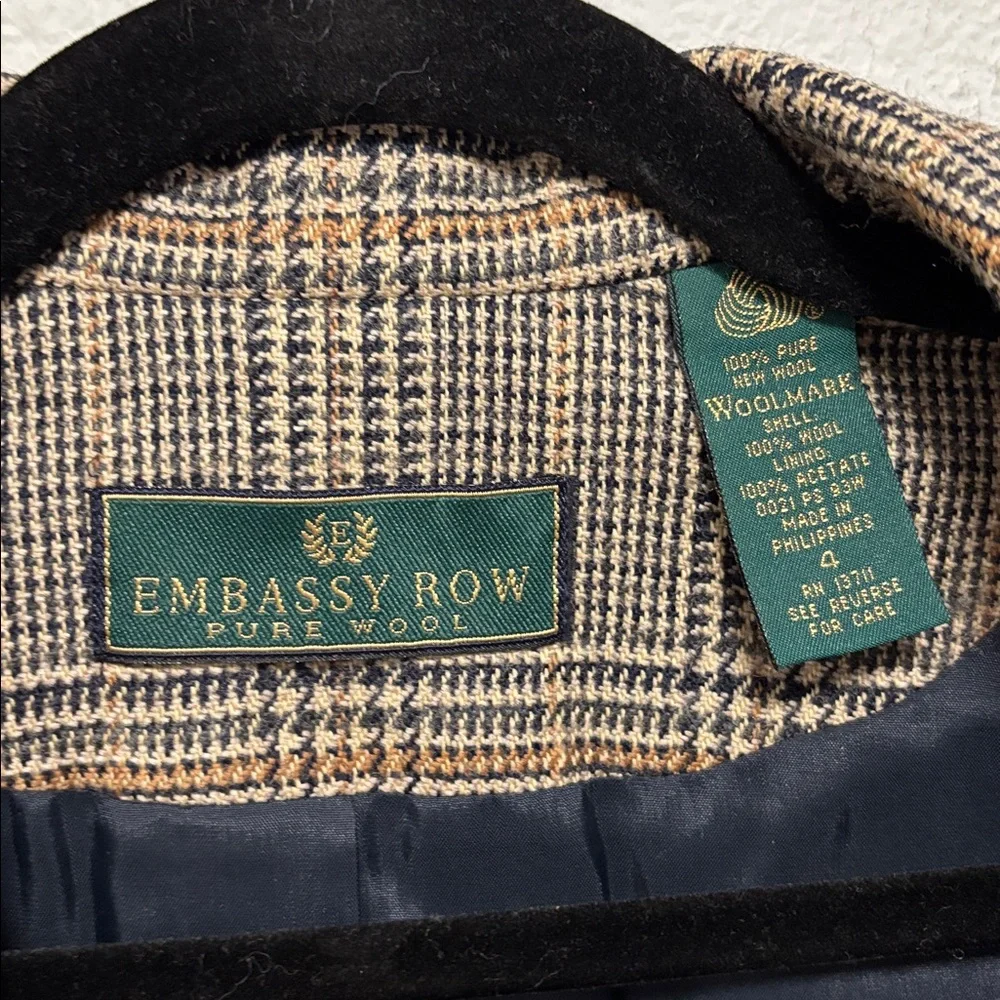 E
EMBASSY ROW
PURE WOOL
100% PURE
NEW WOOL
WOOLMARK
SHELL:
100% WOOL
LINING:
100% ACETATE
0021 PS 93W
MADE IN
PHILIPPINES
4
RN 13711
SEE REVERSE
FOR CARE